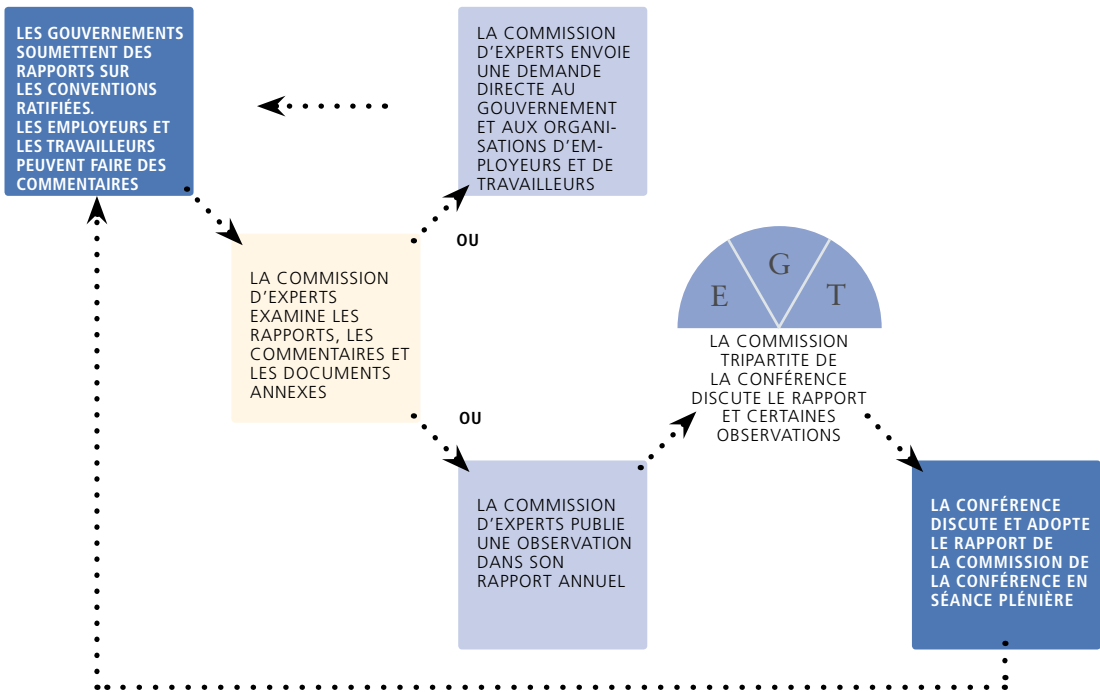 LES GOUVERNEMENTS
SOUMETTENT DES
RAPPORTS SUR
LES CONVENTIONS
RATIFIÉES.
LES EMPLOYEURS ET
LES TRAVAILLEURS
PEUVENT FAIRE DES
COMMENTAIRES
LA COMMISSION
D'EXPERTS ENVOIE
UNE DEMANDE
DIRECTE AU
GOUVERNEMENT
ET AUX ORGANI-
SATIONS D'EM-
PLOYEURS ET DE
TRAVAILLEURS
OU
LA COMMISSION
D'EXPERTS
EXAMINE LES
RAPPORTS, LES
COMMENTAIRES ET
LES DOCUMENTS
ANNEXES
OU
E
G
T
LA COMMISSION
TRIPARTITE DE
LA CONFÉRENCE
DISCUTE LE RAPPORT
ET CERTAINES
OBSERVATIONS
LA COMMISSION
D'EXPERTS PUBLIE
UNE OBSERVATION
DANS SON
RAPPORT ANNUEL
LA CONFÉRENCE
DISCUTE ET ADOPTE
LE RAPPORT DE
LA COMMISSION DE
LA CONFÉRENCE EN
SÉANCE PLÉNIÈRE